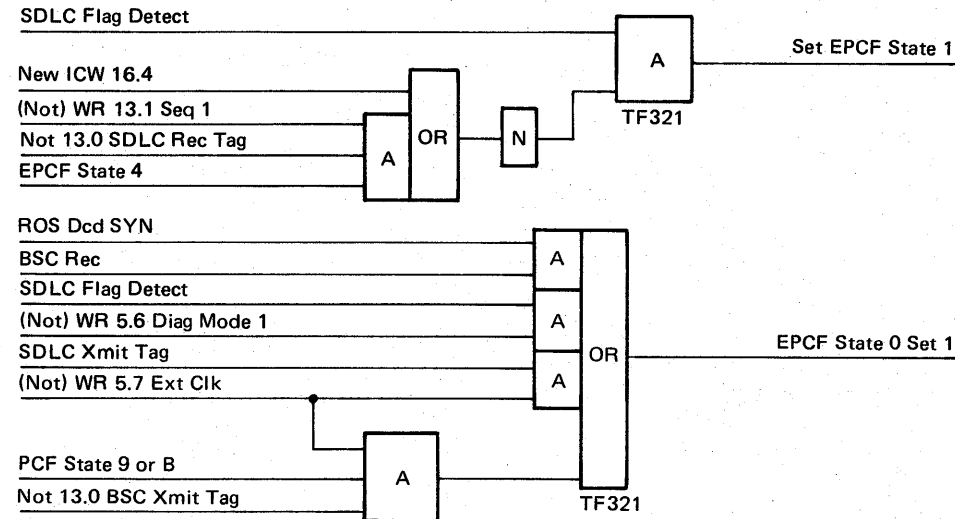 SDLC Flag Detect
A
Set EPCF State 1
TF321
New ICW 16.4
(Not) WR 13.1 Seq 1
Not 13.0 SDLC Rec Tag
EPCF State 4
A
OR
N
ROS Dcd SYN
BSC Rec
A
SDLC Flag Detect
(Not) WR 5.6 Diag Mode 1
A
SDLC Xmit Tag
(Not) WR 5.7 Ext Clk
A
OR
EPCF State 0 Set 1
PCF State 9 or B
Not 13.0 BSC Xmit Tag
A
TF321